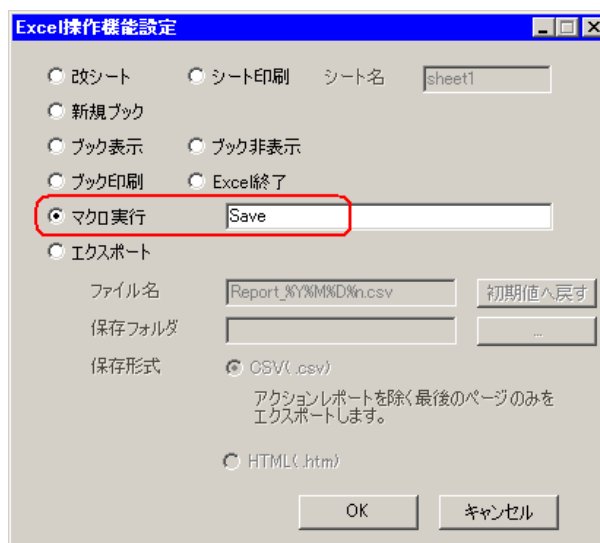 Excel操作機能設定
改シート シート印刷 シート名 sheet1
新規ブック
ブック表示 ブック非表示
ブック印刷 Excel終了
マクロ実行 Save
エクスポート
ファイル名 Report_%Y%M%D%n.csv 初期値へ戻す
保存フォルダ ...
保存形式 CSV(.csv)
アクションレポートを除く最後のページのみを
エクスポートします。
HTML(.htm)
OK キャンセル